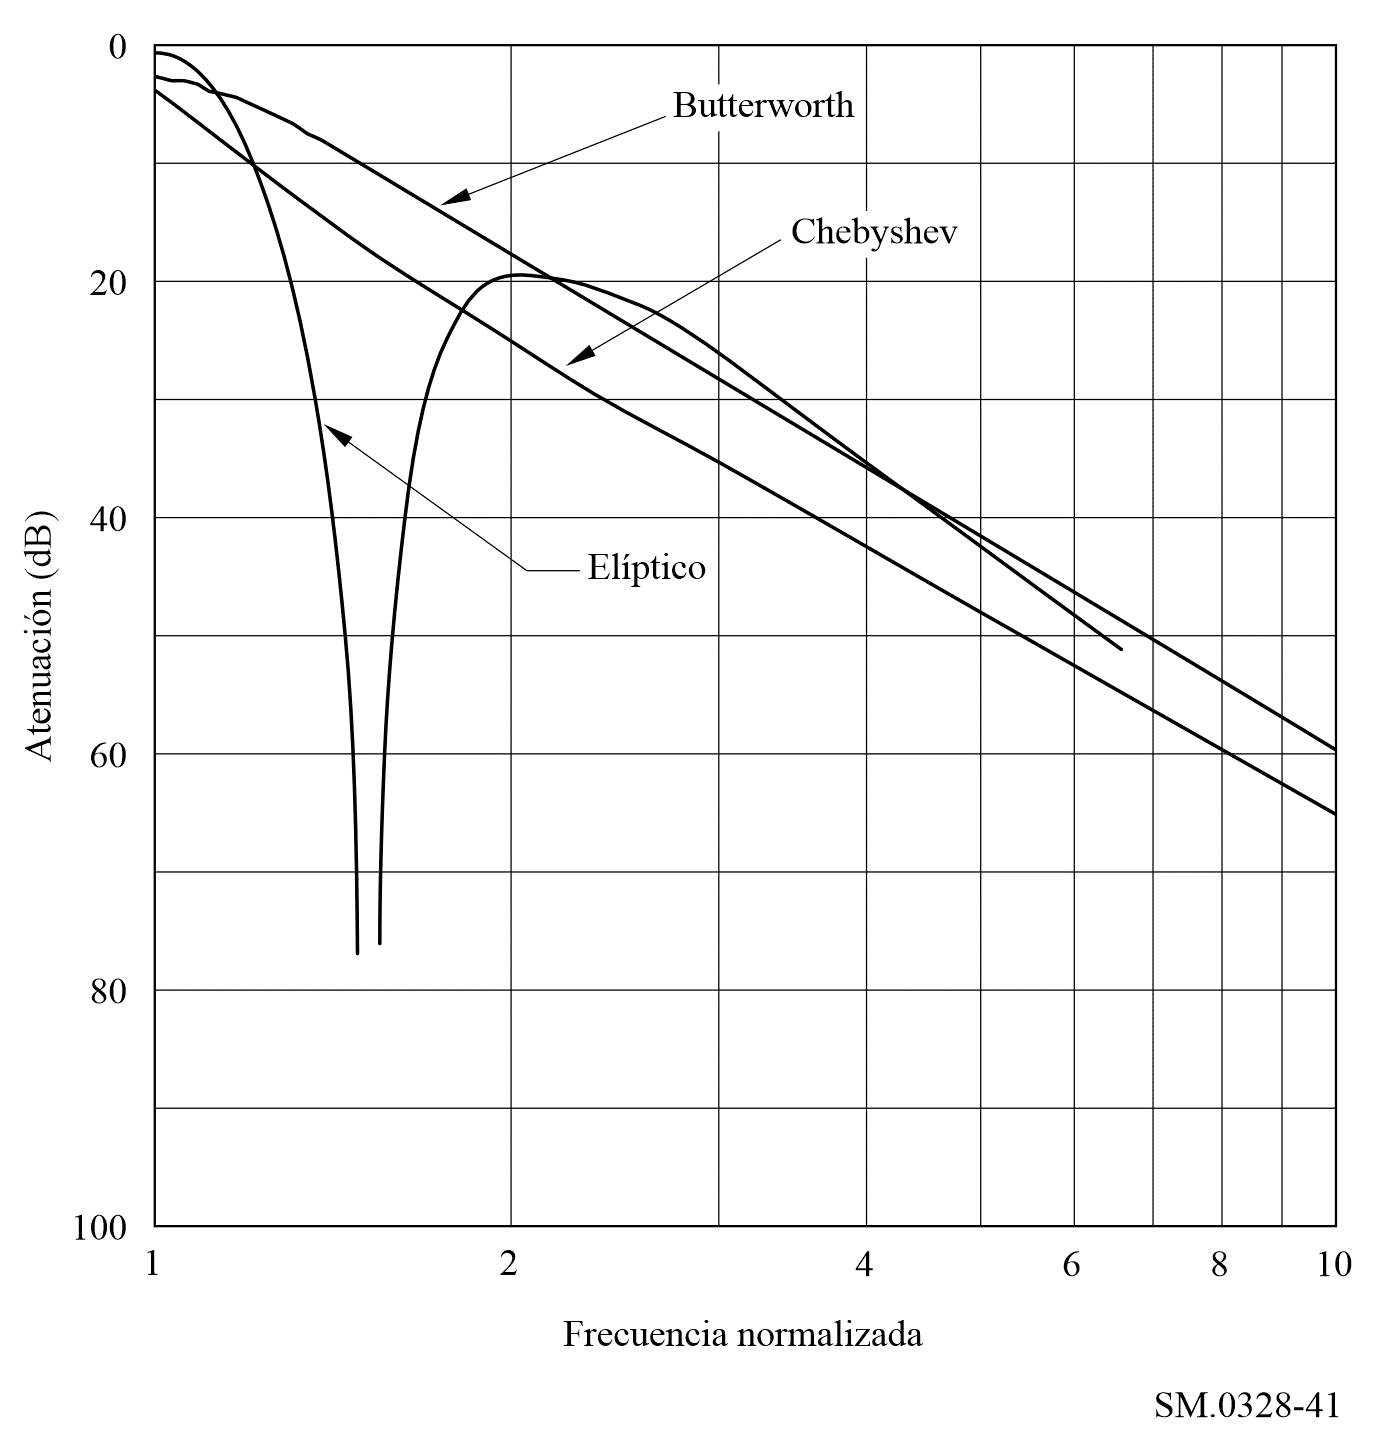 0
Butterworth
Chebyshev
20
40
Elíptico
Atenuación (dB)
60
80
100
1 2 4 6 8 10
Frecuencia normalizada
SM.0328-41